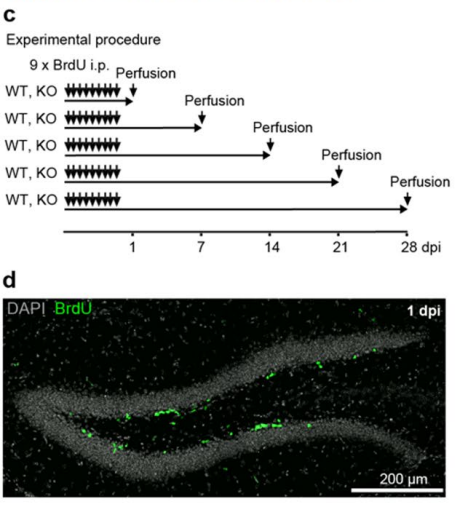 c
Experimental procedure
9 x BrdU i.p.
Perfusion
WT, KO
Perfusion
WT, KO
Perfusion
WT, KO
Perfusion
WT, KO
Perfusion
WT, KO
1 7 14 21 28 dpi
d
DAPI BrdU 1 dpi
200 µm